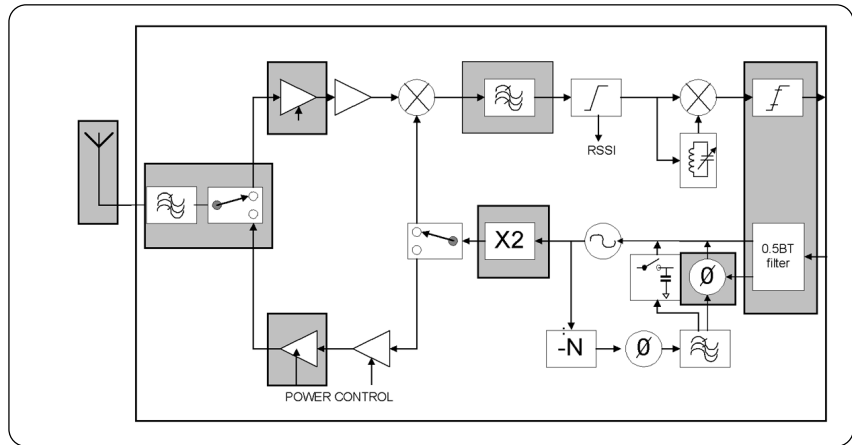 RSSI
X2
0.5BT
filter
÷N
Ø
Ø
POWER CONTROL